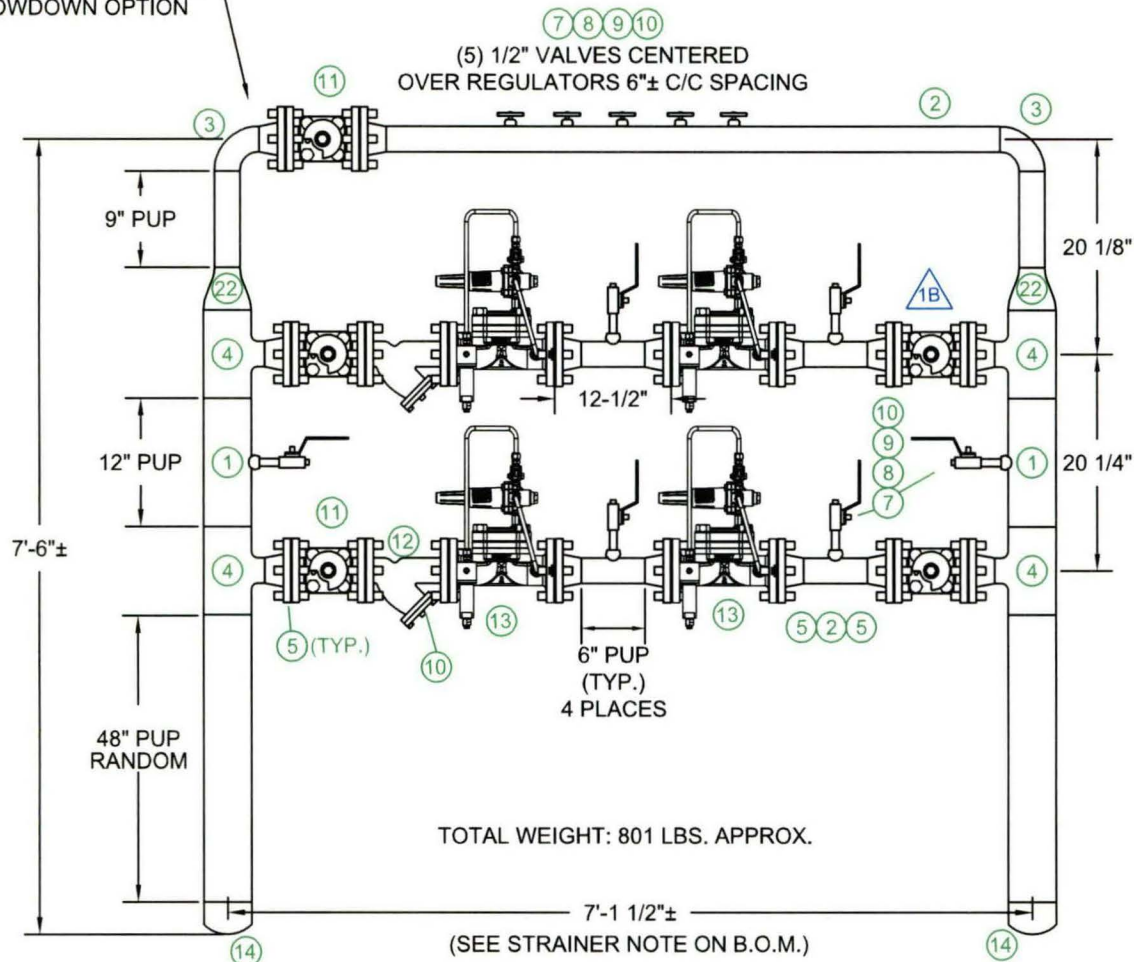 OWDOWN OPTION
7 8 9 10
(5) 1/2" VALVES CENTERED
OVER REGULATORS 6"± C/C SPACING
11
2
3
3
9" PUP
20 1/8"
22
1B
22
4
4
12-1/2"
10
9
8
7
12" PUP
1
1
20 1/4"
7'-6"±
11
12
4
4
13
13
5 (TYP.)
10
5 2 5
6" PUP
(TYP.)
4 PLACES
48" PUP
RANDOM
TOTAL WEIGHT: 801 LBS. APPROX.
7'-1 1/2"±
(SEE STRAINER NOTE ON B.O.M.)
14
14